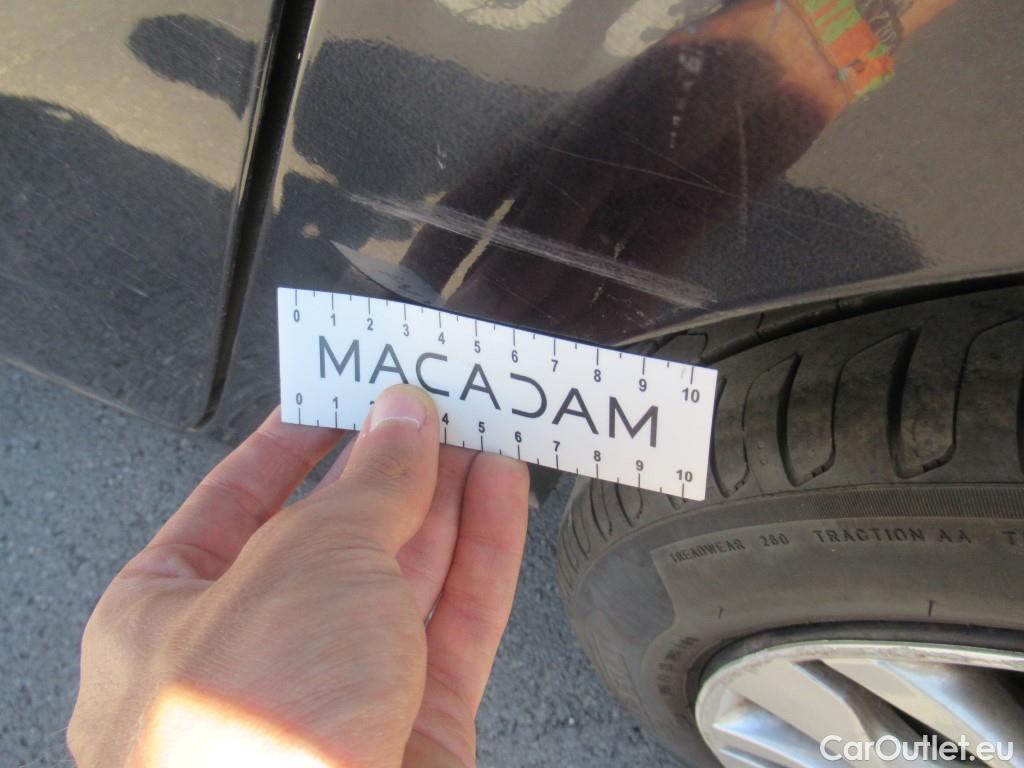 0 1 2 3 4 5 6 7 8 9 10
MACADAM
0 1 2 4 5 6 7 8 9 10
TREADWEAR 280 TRACTION AA T
CarOutlet.eu